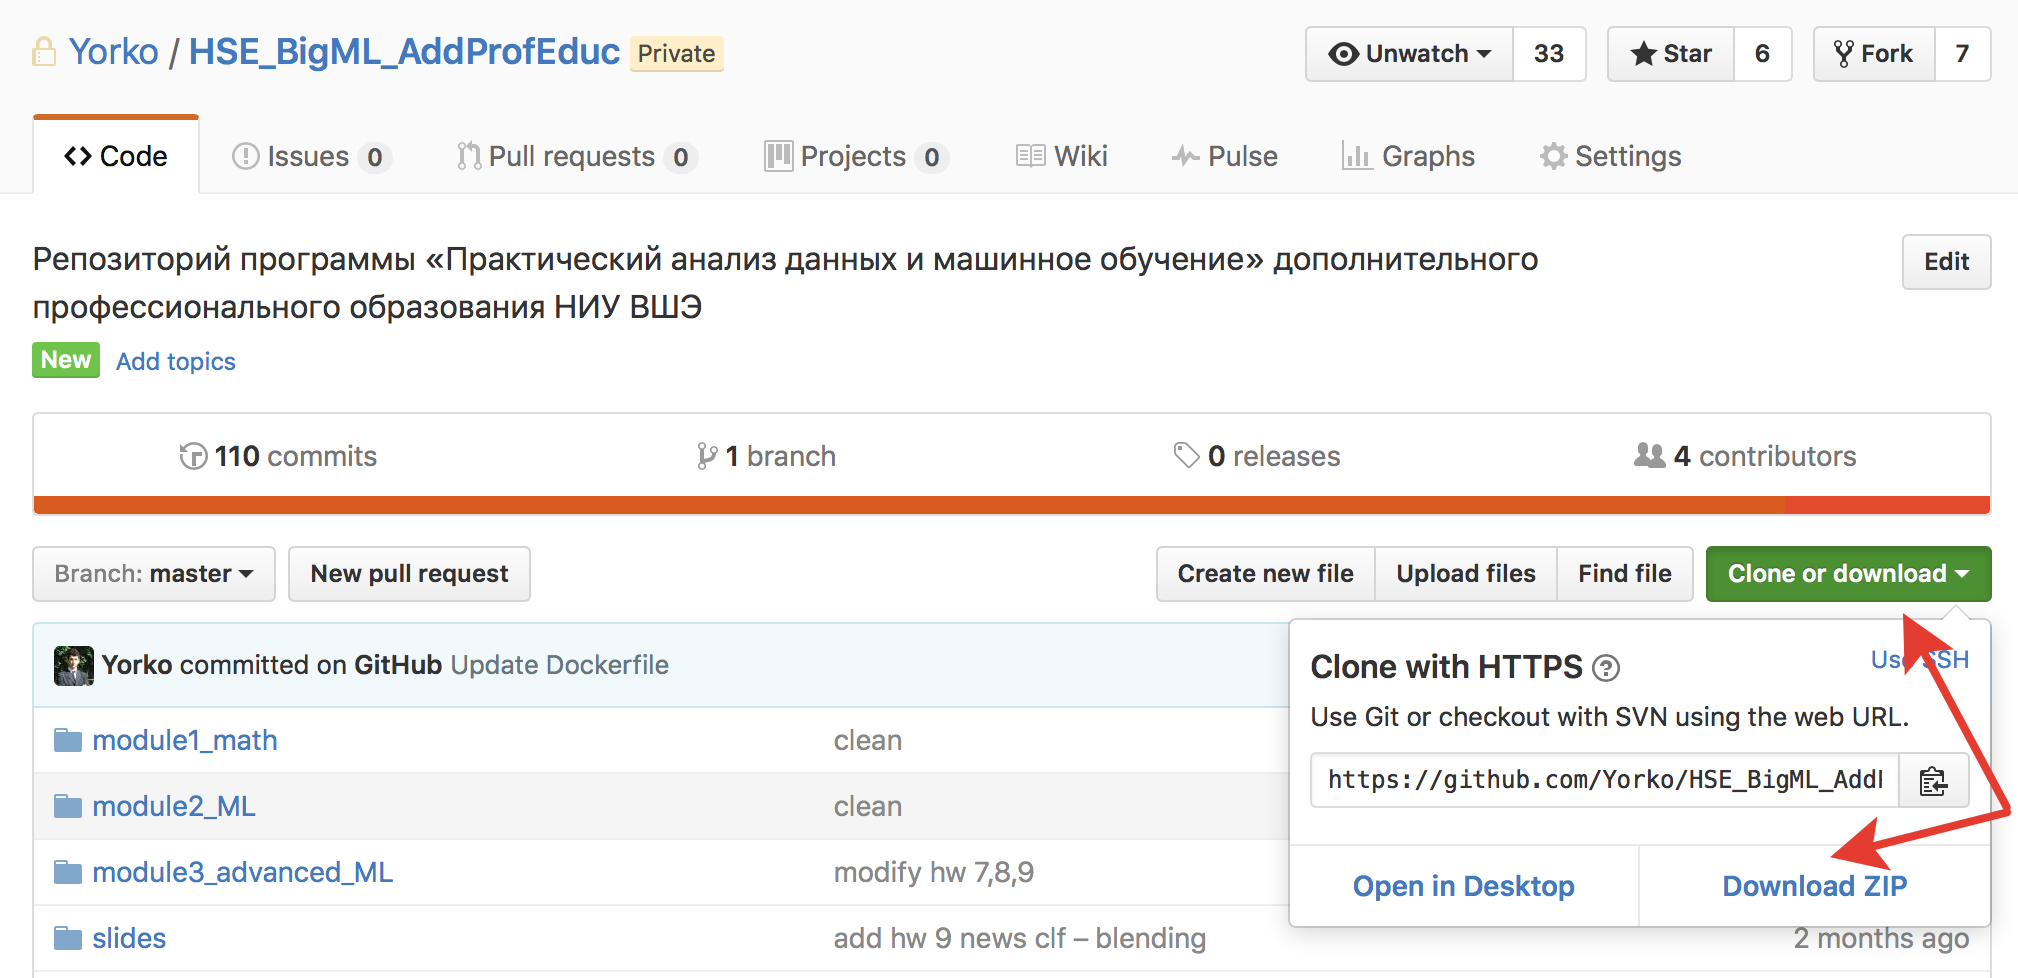 Yorko / HSE_BigML_AddProfEduc Private
Unwatch 33 Star 6 Fork 7
Code Issues 0 Pull requests 0 Projects 0 Wiki Pulse Graphs Settings
Репозиторий программы «Практический анализ данных и машинное обучение» дополнительного
профессионального образования НИУ ВШЭ
Edit
New Add topics
110 commits 1 branch 0 releases 4 contributors
Branch: master New pull request Create new file Upload files Find file Clone or download
Yorko committed on GitHub Update Dockerfile
Clone with HTTPS ? Use SSH
Use Git or checkout with SVN using the web URL.
https://github.com/Yorko/HSE_BigML_Add
Open in Desktop Download ZIP
module1_math clean
module2_ML clean
module3_advanced_ML modify hw 7,8,9
slides add hw 9 news clf – blending 2 months ago